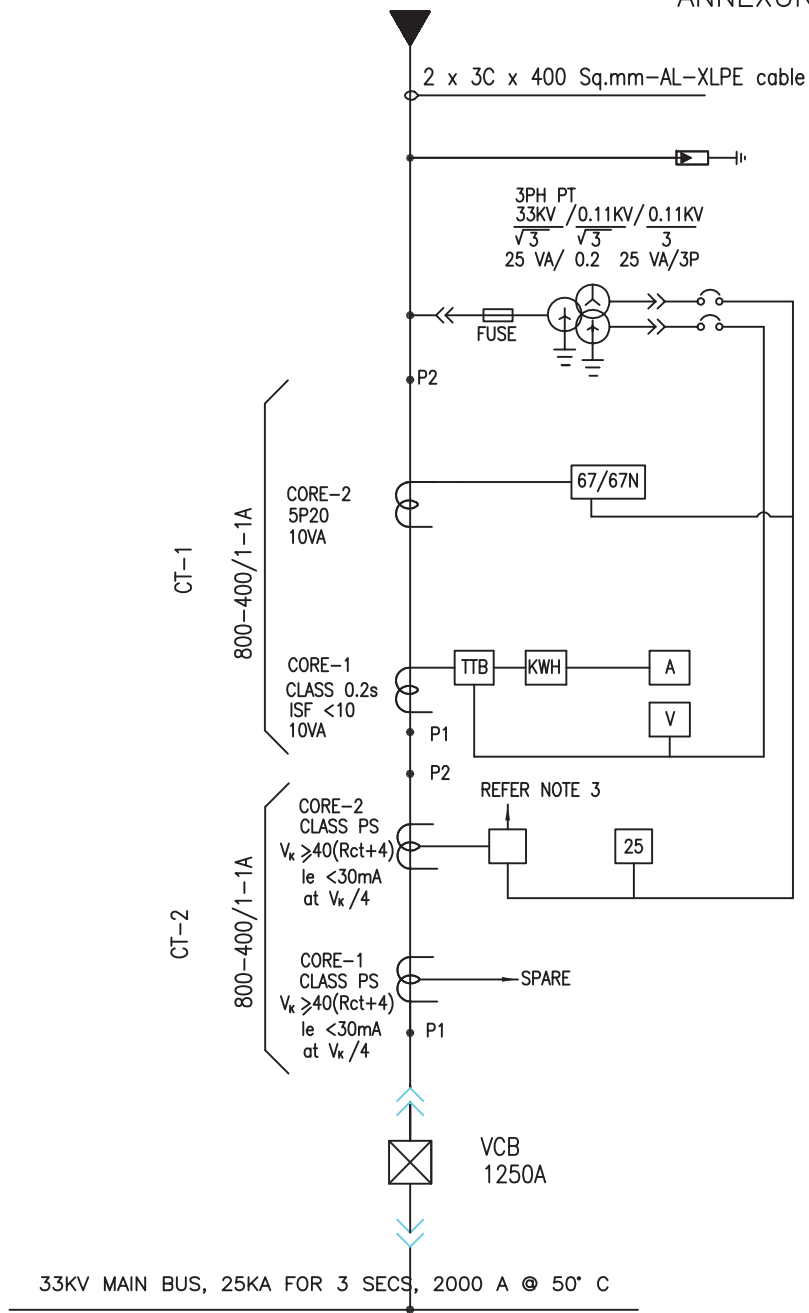 ANNEXUR
2 x 3C x 400 Sq.mm-AL-XLPE cable
3PH PT
33KV/√3 / 0.11KV/√3 / 0.11KV/3
25 VA/ 0.2 25 VA/3P
FUSE
P2
CORE-2
5P20
10VA
67/67N
CT-1
800-400/1-1A
CORE-1
CLASS 0.2s
ISF <10
10VA
TTB
KWH
A
V
P1
P2
REFER NOTE 3
CORE-2
CLASS PS
VK ⩾40(Rct+4)
Ie <30mA
at VK /4
25
CT-2
800-400/1-1A
CORE-1
CLASS PS
VK ⩾40(Rct+4)
Ie <30mA
at VK /4
SPARE
P1
VCB
1250A
33KV MAIN BUS, 25KA FOR 3 SECS, 2000 A @ 50° C